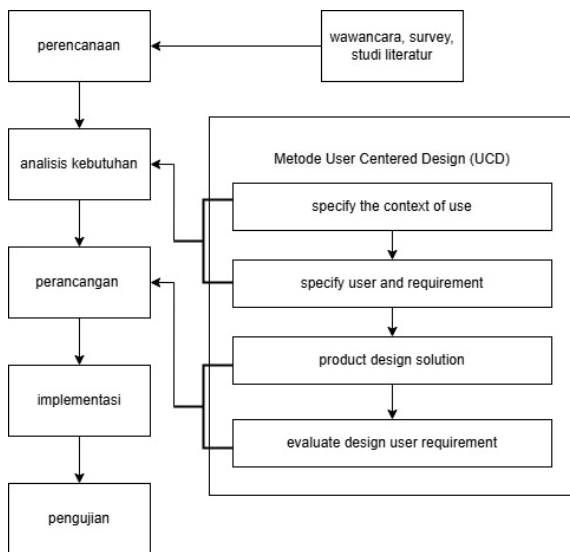 perencanaan
wawancara, survey,
studi literatur
analisis kebutuhan
Metode User Centered Design (UCD)
specify the context of use
specify user and requirement
perancangan
product design solution
implementasi
evaluate design user requirement
pengujian